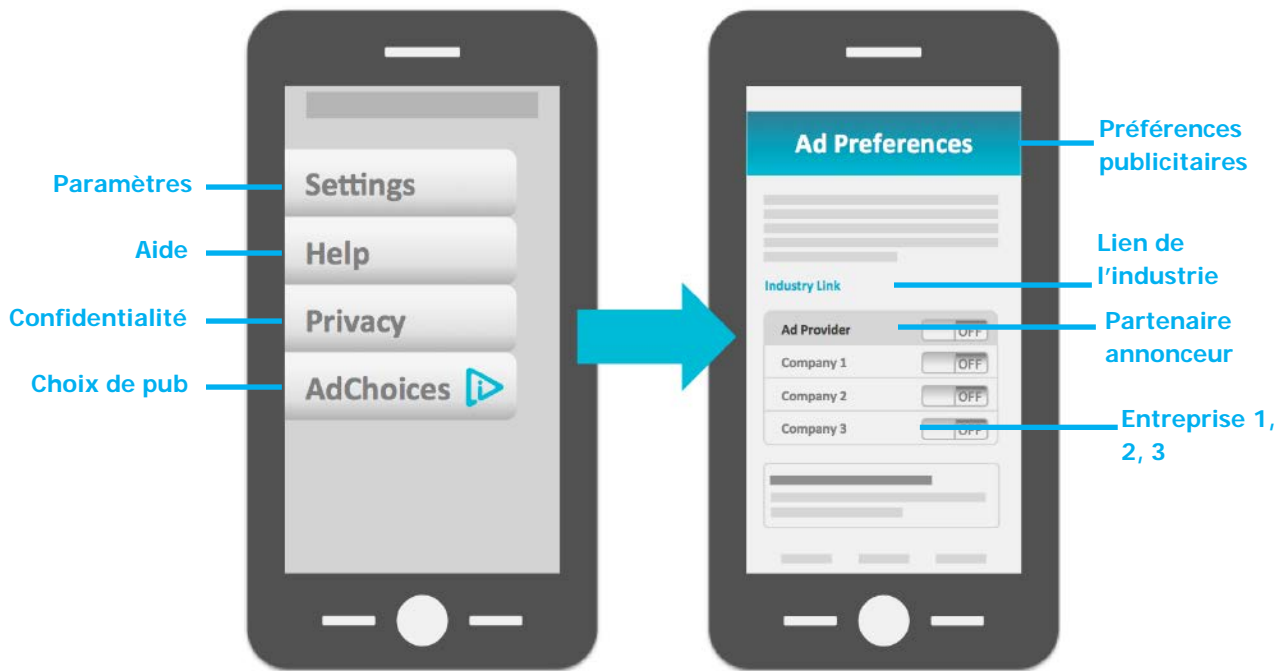 Paramètres
Aide
Confidentialité
Choix de pub
Settings
Help
Privacy
AdChoices
Ad Preferences
Industry Link
Ad Provider OFF
Company 1 OFF
Company 2 OFF
Company 3 OFF
Préférences
publicitaires
Lien de
l'industrie
Partenaire
annonceur
Entreprise 1,
2, 3